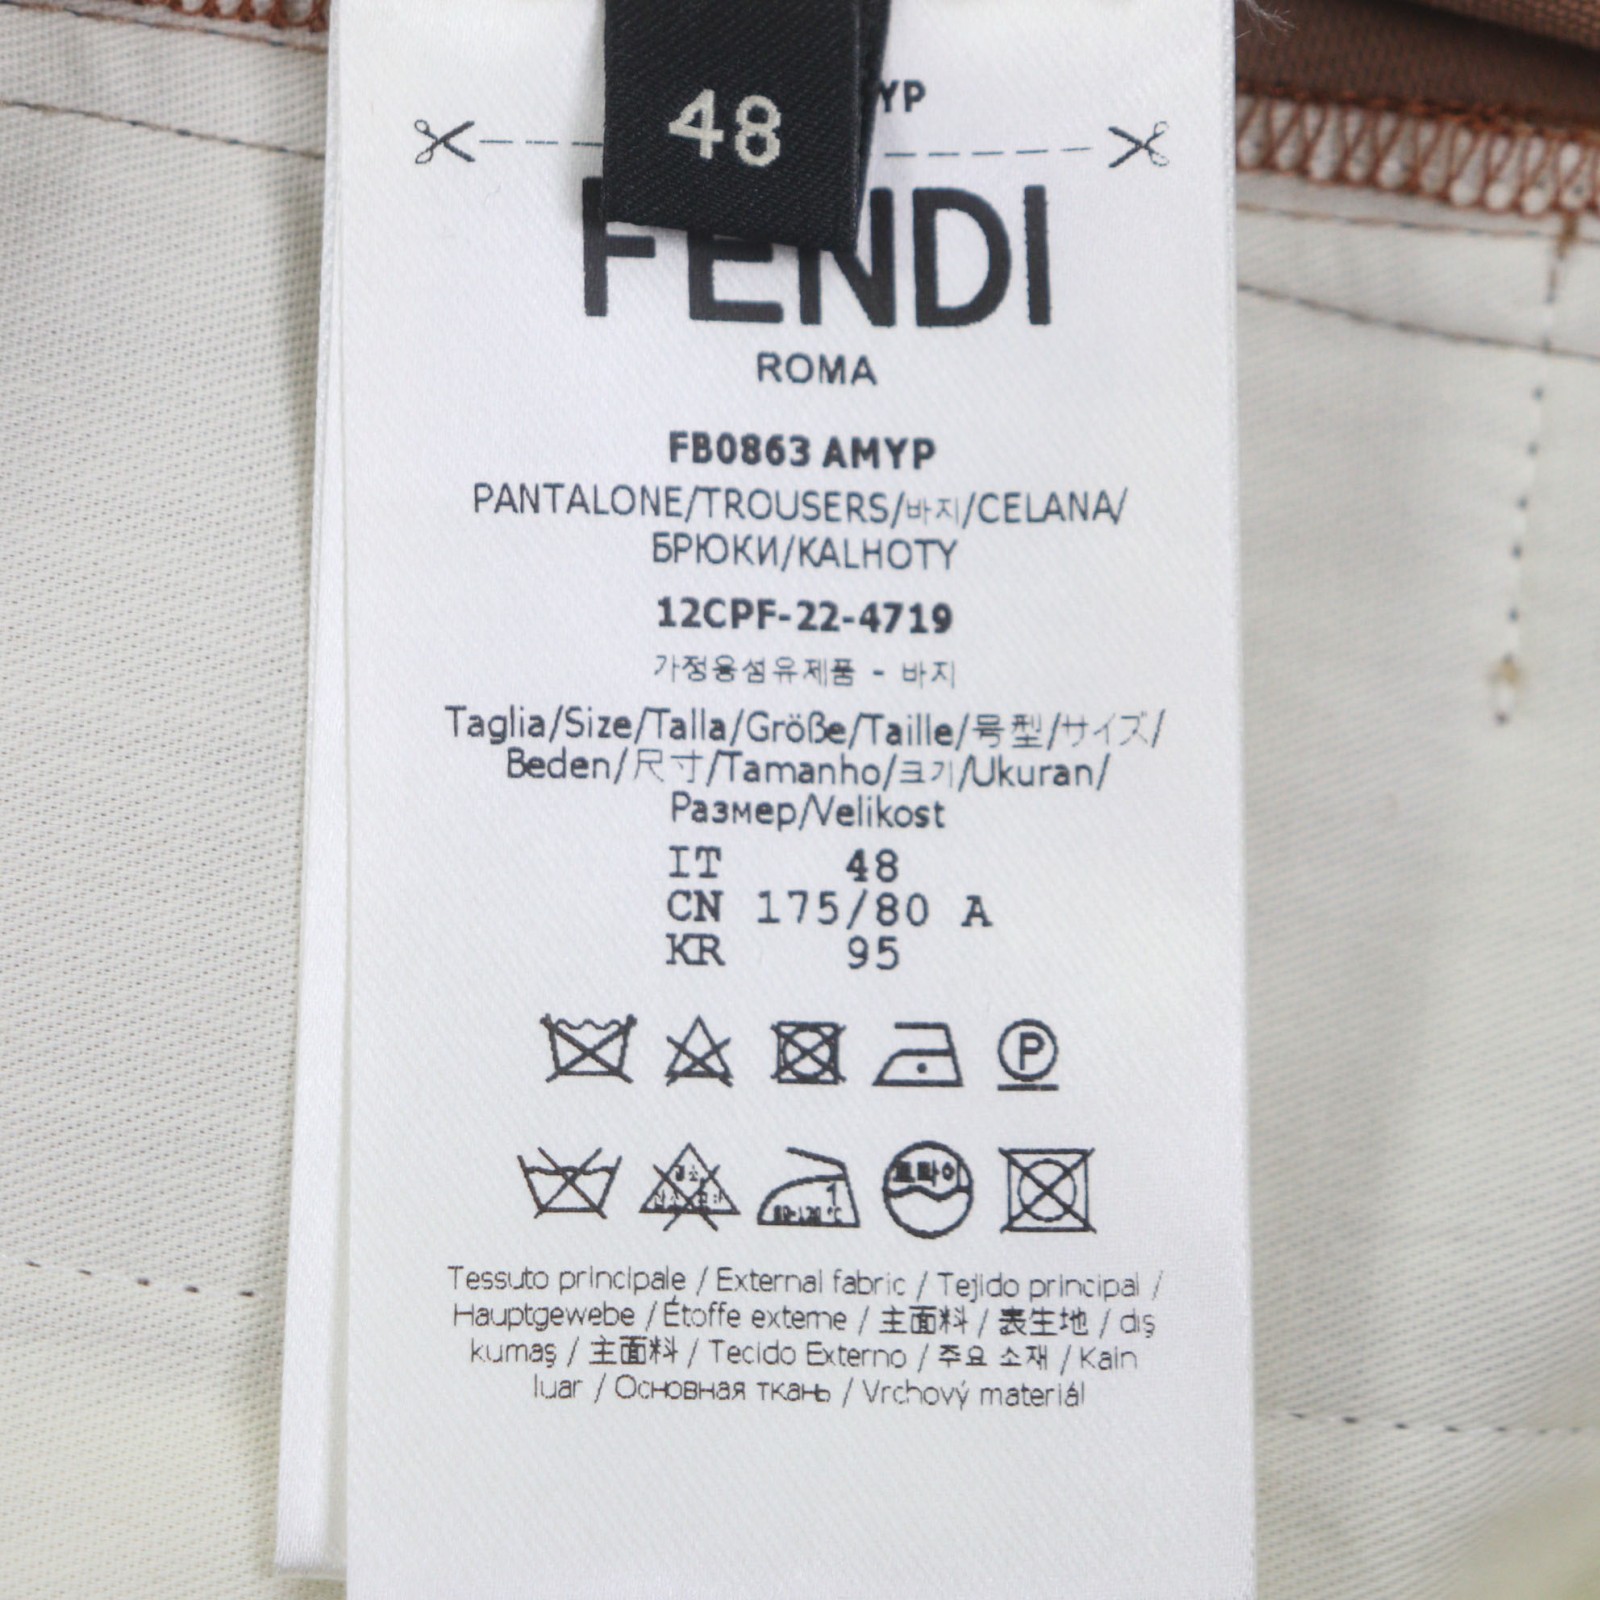 48
YP
FENDI
ROMA
FB0863 AMYP
PANTALONE/TROUSERS/바지/CELANA/
БРЮКИ/KALHOTY
12CPF-22-4719
가정용섬유제품 - 바지
Taglia/Size/Talla/Größe/Taille/号型/サイズ/
Beden/尺寸/Tamanho/크기/Ukuran/
Размер/Velikost
IT 48
CN 175/80 A
KR 95
P
1
80-120 °C
Tessuto principale / External fabric / Tejido principal /
Hauptgewebe / Étoffe externe / 主面料 / 表生地 / dış
kumaş / 主面料 / Tecido Externo / 주요 소재 / Kain
luar / Основная ткань / Vrchový materiál